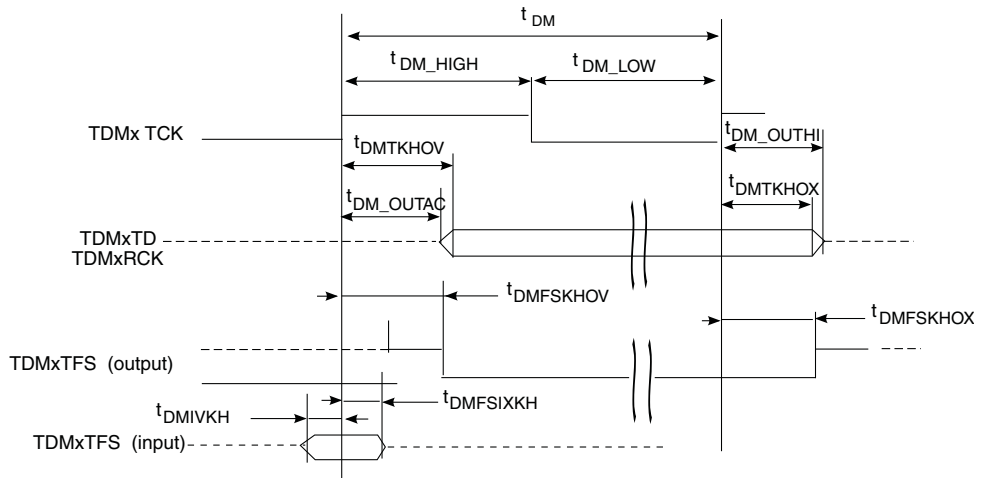 t DM
t DM_HIGH
t DM_LOW
TDMx TCK
t DM_OUTHI
t DMTKHOV
t DMTKHOX
t DM_OUTAC
TDMxTD
TDMxRCK
t DMFSKHOV
t DMFSKHOX
TDMxTFS (output)
t DMFSIXKH
t DMIVKH
TDMxTFS (input)